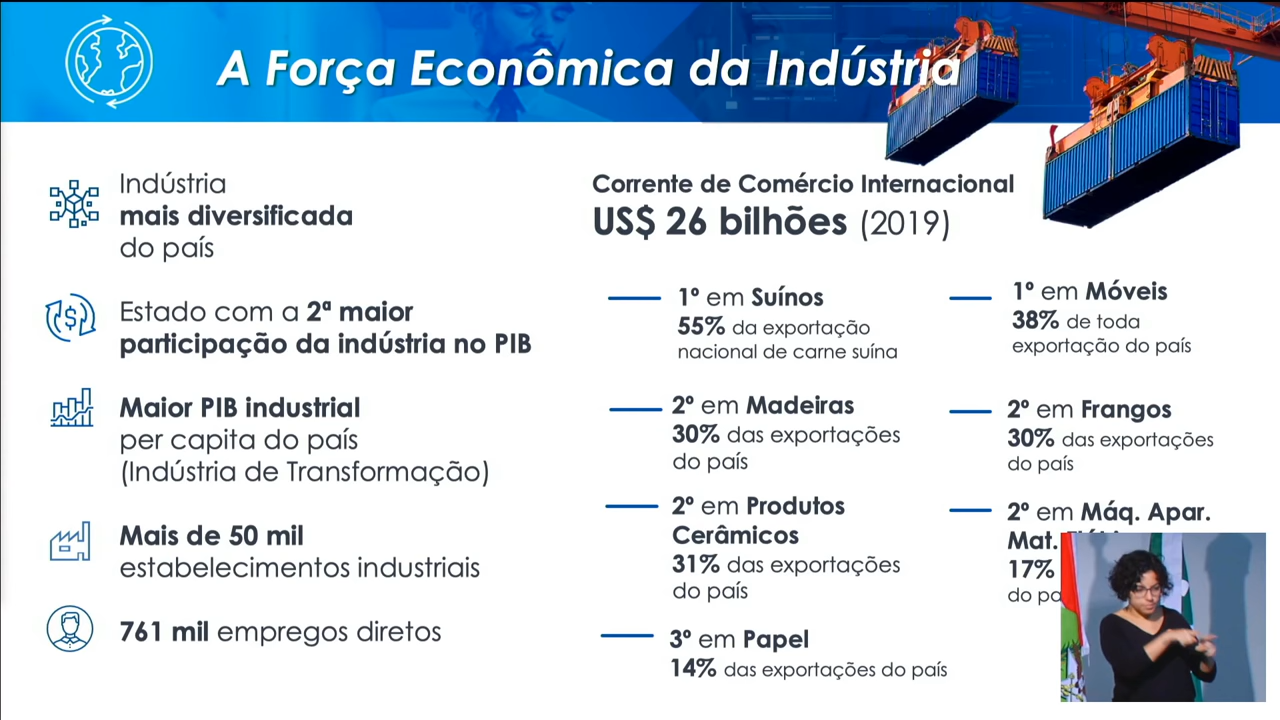 A Força Econômica da Indústria
Indústria
mais diversificada
do país
Estado com a 2ª maior
participação da indústria no PIB
Maior PIB industrial
per capita do país
(Indústria de Transformação)
Mais de 50 mil
estabelecimentos industriais
761 mil empregos diretos
Corrente de Comércio Internacional
US$ 26 bilhões (2019)
1º em Suínos
55% da exportação
nacional de carne suína
2º em Madeiras
30% das exportações
do país
2º em Produtos
Cerâmicos
31% das exportações
do país
3º em Papel
14% das exportações do país
1º em Móveis
38% de toda
exportação do país
2º em Frangos
30% das exportações
do país
2º em Máq. Apar.
Mat.
17%
do